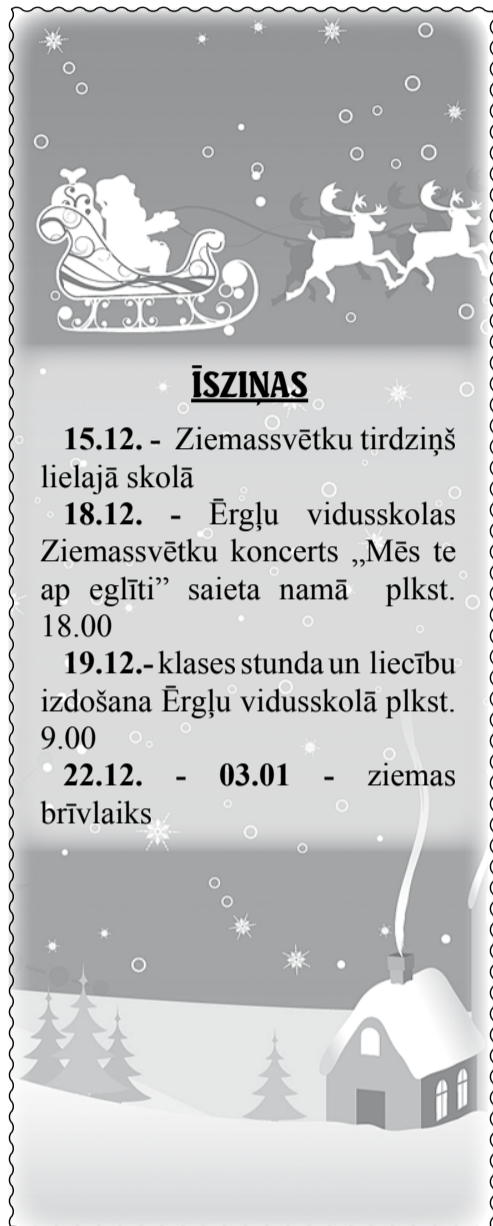 ĪSZIŅAS
15.12. - Ziemassvētku tirdziņš
lielajā skolā
18.12. - Ērgļu vidusskolas
Ziemassvētku koncerts „Mēs te
ap eglīti” saieta namā plkst.
18.00
19.12.- klases stunda un liecību
izdošana Ērgļu vidusskolā plkst.
9.00
22.12. - 03.01 - ziemas
brīvlaiks